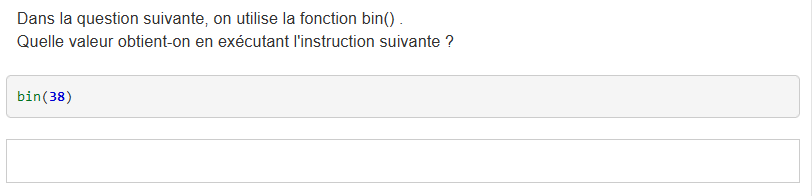 Dans la question suivante, on utilise la fonction bin() .
Quelle valeur obtient-on en exécutant l'instruction suivante ?
bin(38)